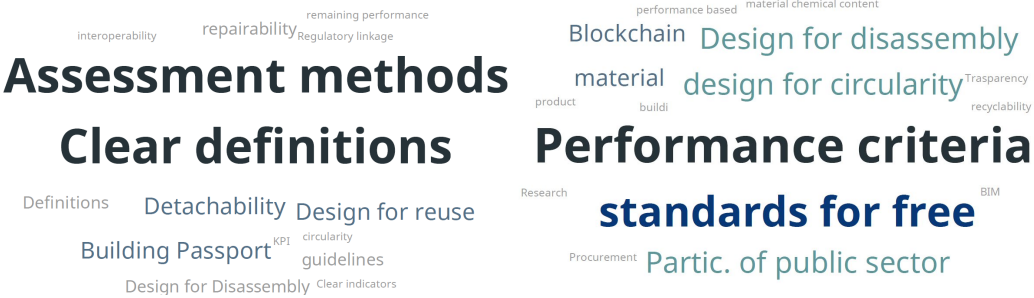 remaining performance
repairability
interoperability
Regulatory linkage
Assessment methods
Clear definitions
Definitions
Detachability
Design for reuse
Building Passport
KPI
circularity
guidelines
Design for Disassembly
Clear indicators
material chemical content
performance based
Blockchain
Design for disassembly
material
design for circularity
Trasparency
product
buildi
recyclability
Performance criteria
Research
BIM
standards for free
Procurement
Partic. of public sector